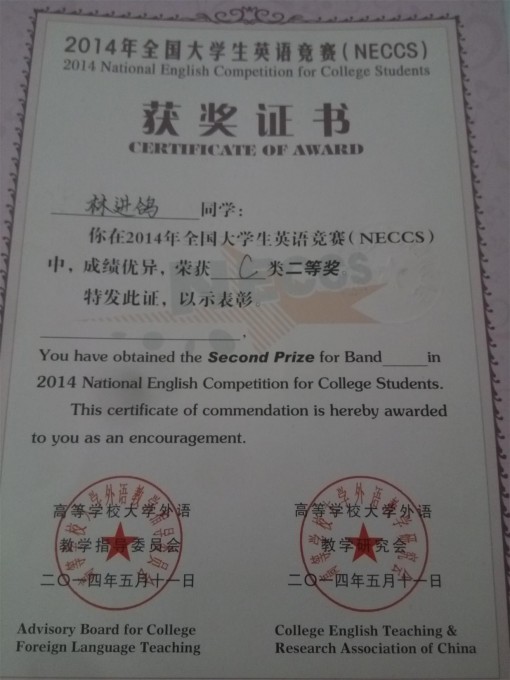 2014年全国大学生英语竞赛(NECCS)
2014 National English Competition for College Students
获奖证书
CERTIFICATE OF AWARD
林进鸽 同学:
你在2014年全国大学生英语竞赛(NECCS)
中,成绩优异,荣获 C 类二等奖,
特发此证,以示表彰。
NECCS
You have obtained the Second Prize for Band in
2014 National English Competition for College Students.
This certificate of commendation is hereby awarded
to you as an encouragement.
高等学校大学外语
教学指导委员会
二〇一四年五月十一日
Advisory Board for College
Foreign Language Teaching
高等学校大学外语
教学研究会
二〇一四年五月十一日
College English Teaching &
Research Association of China